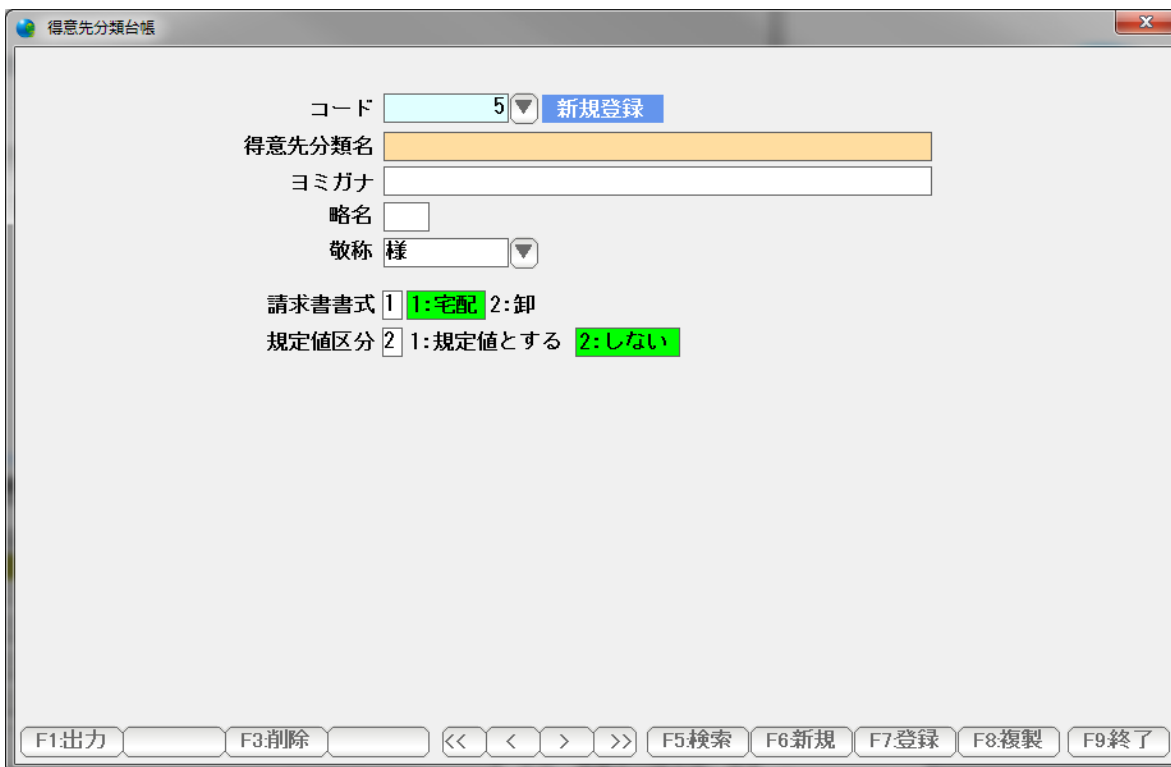 得意先分類台帳
コード 5 新規登録
得意先分類名
ヨミガナ
略名
敬称 様
請求書書式 1 1:宅配 2:卸
規定値区分 2 1:規定値とする 2:しない
F1:出力 F3:削除 << < > >> F5:検索 F6:新規 F7:登録 F8:複製 F9:終了